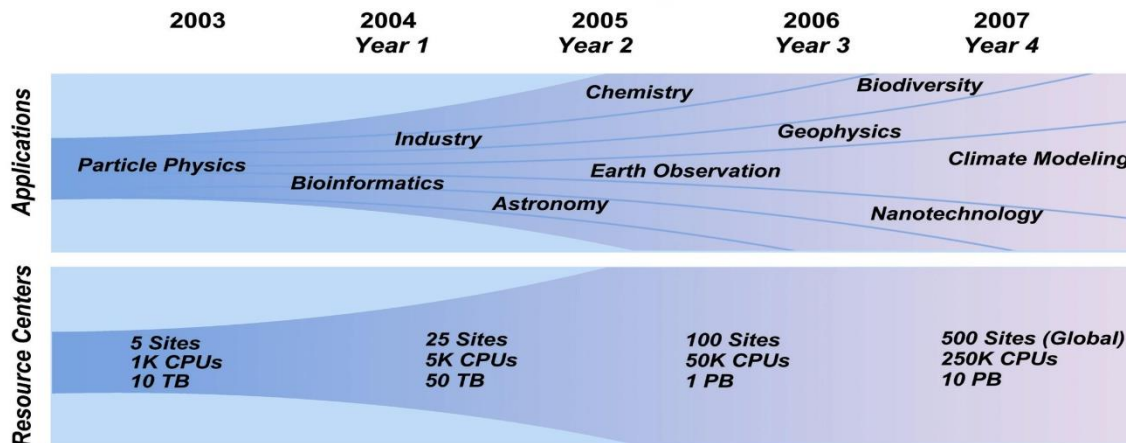 2003 2004 2005 2006 2007
Year 1 Year 2 Year 3 Year 4
Applications
Chemistry
Biodiversity
Industry
Geophysics
Particle Physics
Climate Modeling
Earth Observation
Bioinformatics
Astronomy
Nanotechnology
Resource Centers
5 Sites
1K CPUs
10 TB
25 Sites
5K CPUs
50 TB
100 Sites
50K CPUs
1 PB
500 Sites (Global)
250K CPUs
10 PB